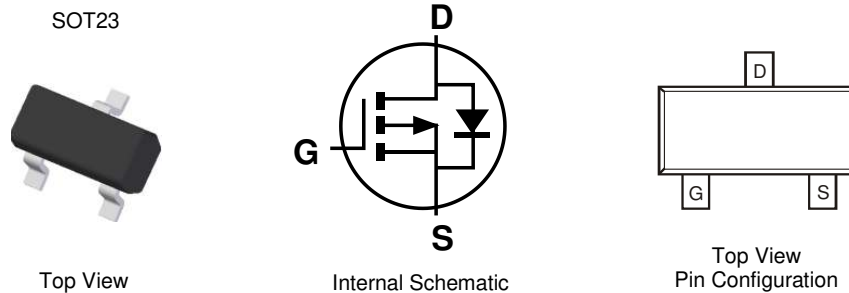 SOT23
Top View
D
G
S
Internal Schematic
D
G
S
Top View
Pin Configuration